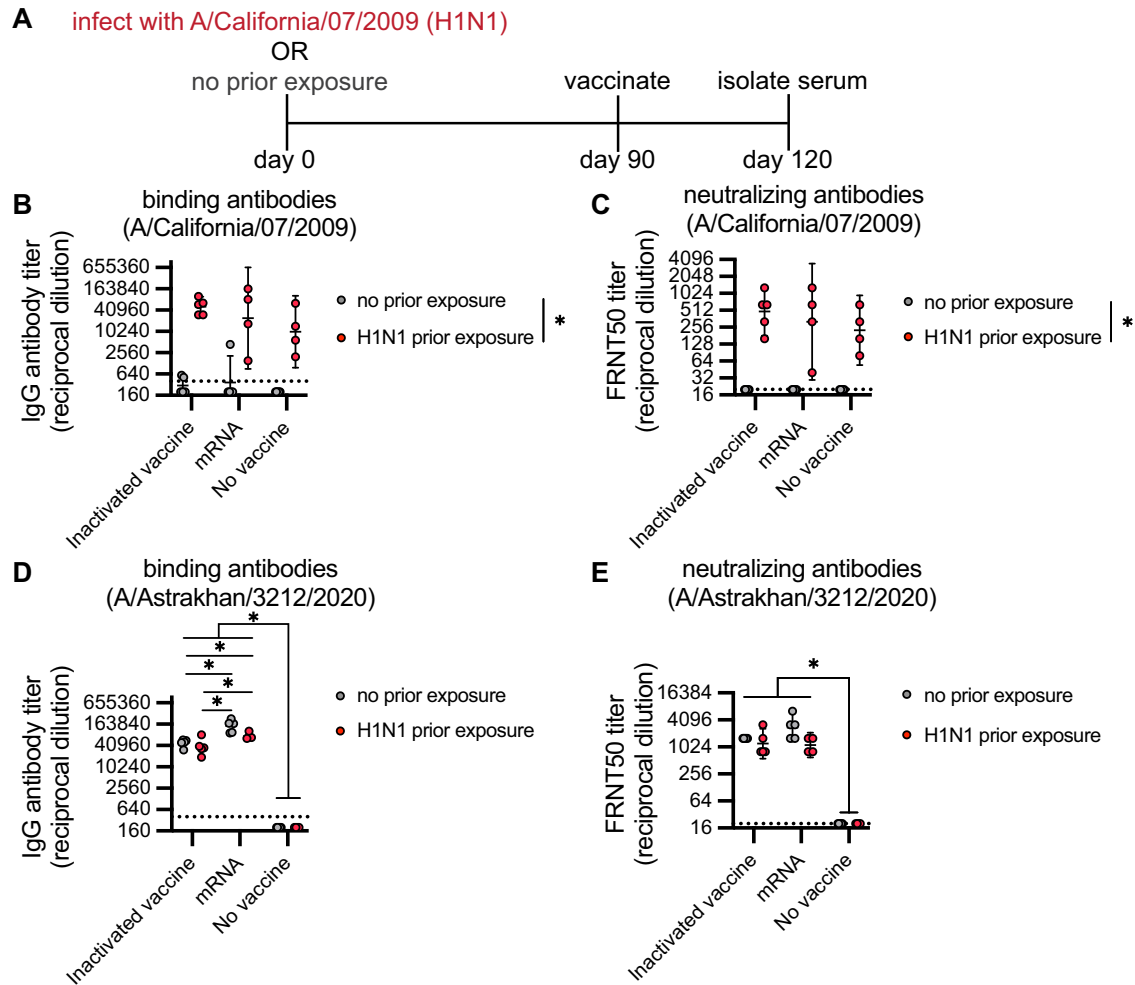 A
infect with A/California/07/2009 (H1N1)
OR
no prior exposure
vaccinate
isolate serum
day 0
day 90
day 120
B
binding antibodies
(A/California/07/2009)
IgG antibody titer
(reciprocal dilution)
655360
163840
40960
10240
2560
640
160
Inactivated vaccine
mRNA
No vaccine
no prior exposure
H1N1 prior exposure
*
C
neutralizing antibodies
(A/California/07/2009)
FRNT50 titer
(reciprocal dilution)
4096
2048
1024
512
256
128
64
32
16
Inactivated vaccine
mRNA
No vaccine
no prior exposure
H1N1 prior exposure
*
D
binding antibodies
(A/Astrakhan/3212/2020)
*
*
*
*
*
IgG antibody titer
(reciprocal dilution)
655360
163840
40960
10240
2560
640
160
Inactivated vaccine
mRNA
No vaccine
no prior exposure
H1N1 prior exposure
E
neutralizing antibodies
(A/Astrakhan/3212/2020)
*
FRNT50 titer
(reciprocal dilution)
16384
4096
1024
256
64
16
Inactivated vaccine
mRNA
No vaccine
no prior exposure
H1N1 prior exposure